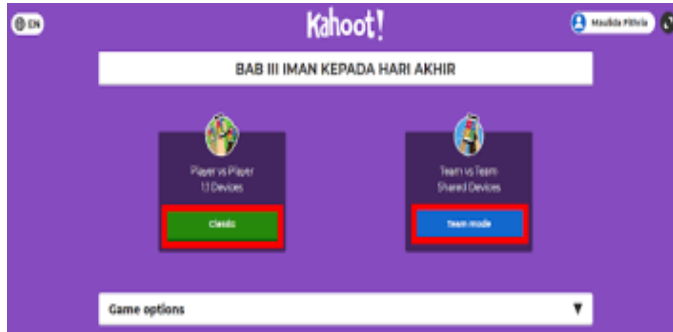 EN
Kahoot!
Maulida Fithria
BAB III IMAN KEPADA HARI AKHIR
Player vs Player
1:1 Devices
Classic
Team vs Team
Shared Devices
Team mode
Game options